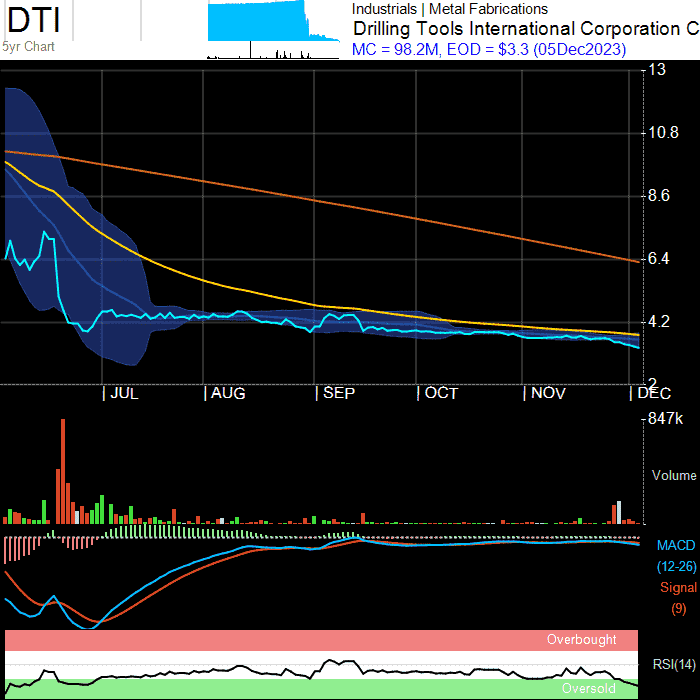 DTI
5yr Chart
Industrials | Metal Fabrications
Drilling Tools International Corporation C
MC = 98.2M, EOD = $3.3 (05Dec2023)
13
10.8
8.6
6.4
4.2
2
| JUL | AUG | SEP | OCT | NOV | DEC
847k
Volume
MACD
(12-26)
Signal
(9)
Overbought
RSI(14)
Oversold